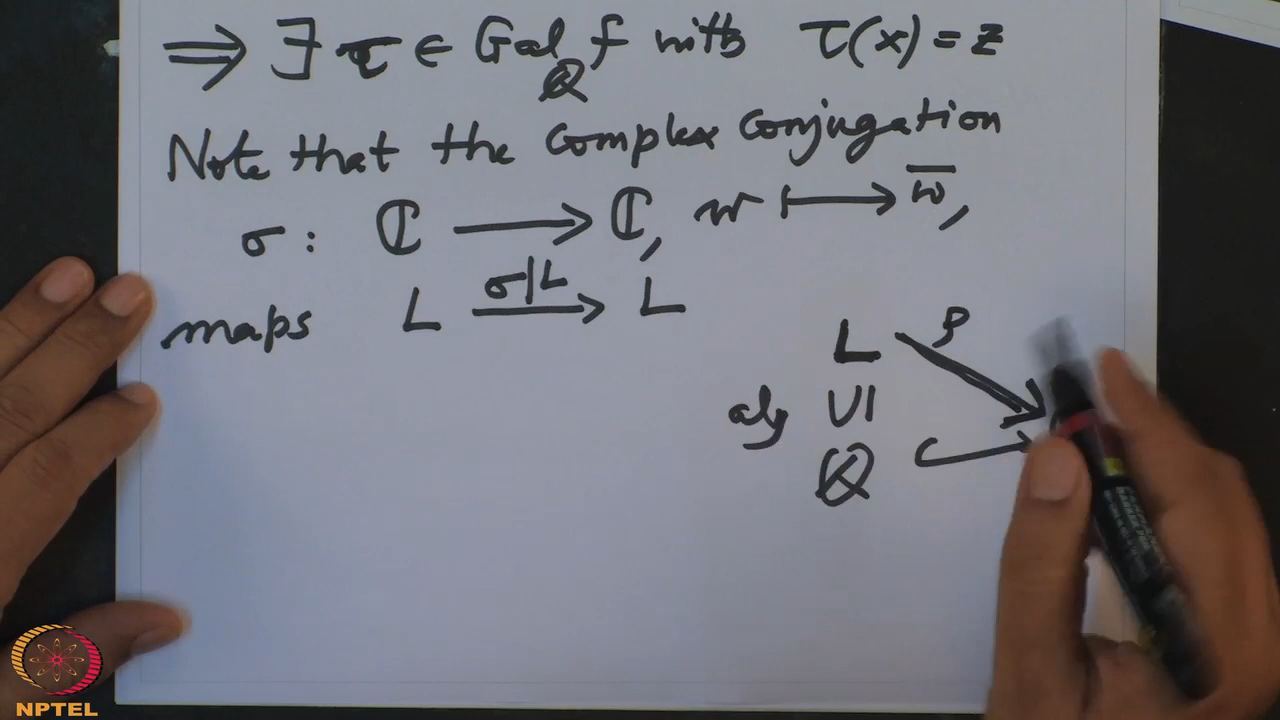 ⟹ ∃ τ ∈ Gal_ℚ f with τ(x) = z
Note that the complex conjugation
σ : ℂ ⟶ ℂ, w ⟼ w̅,
maps L —σ|L→ L
L ρ
alg ∪|
ℚ
NPTEL